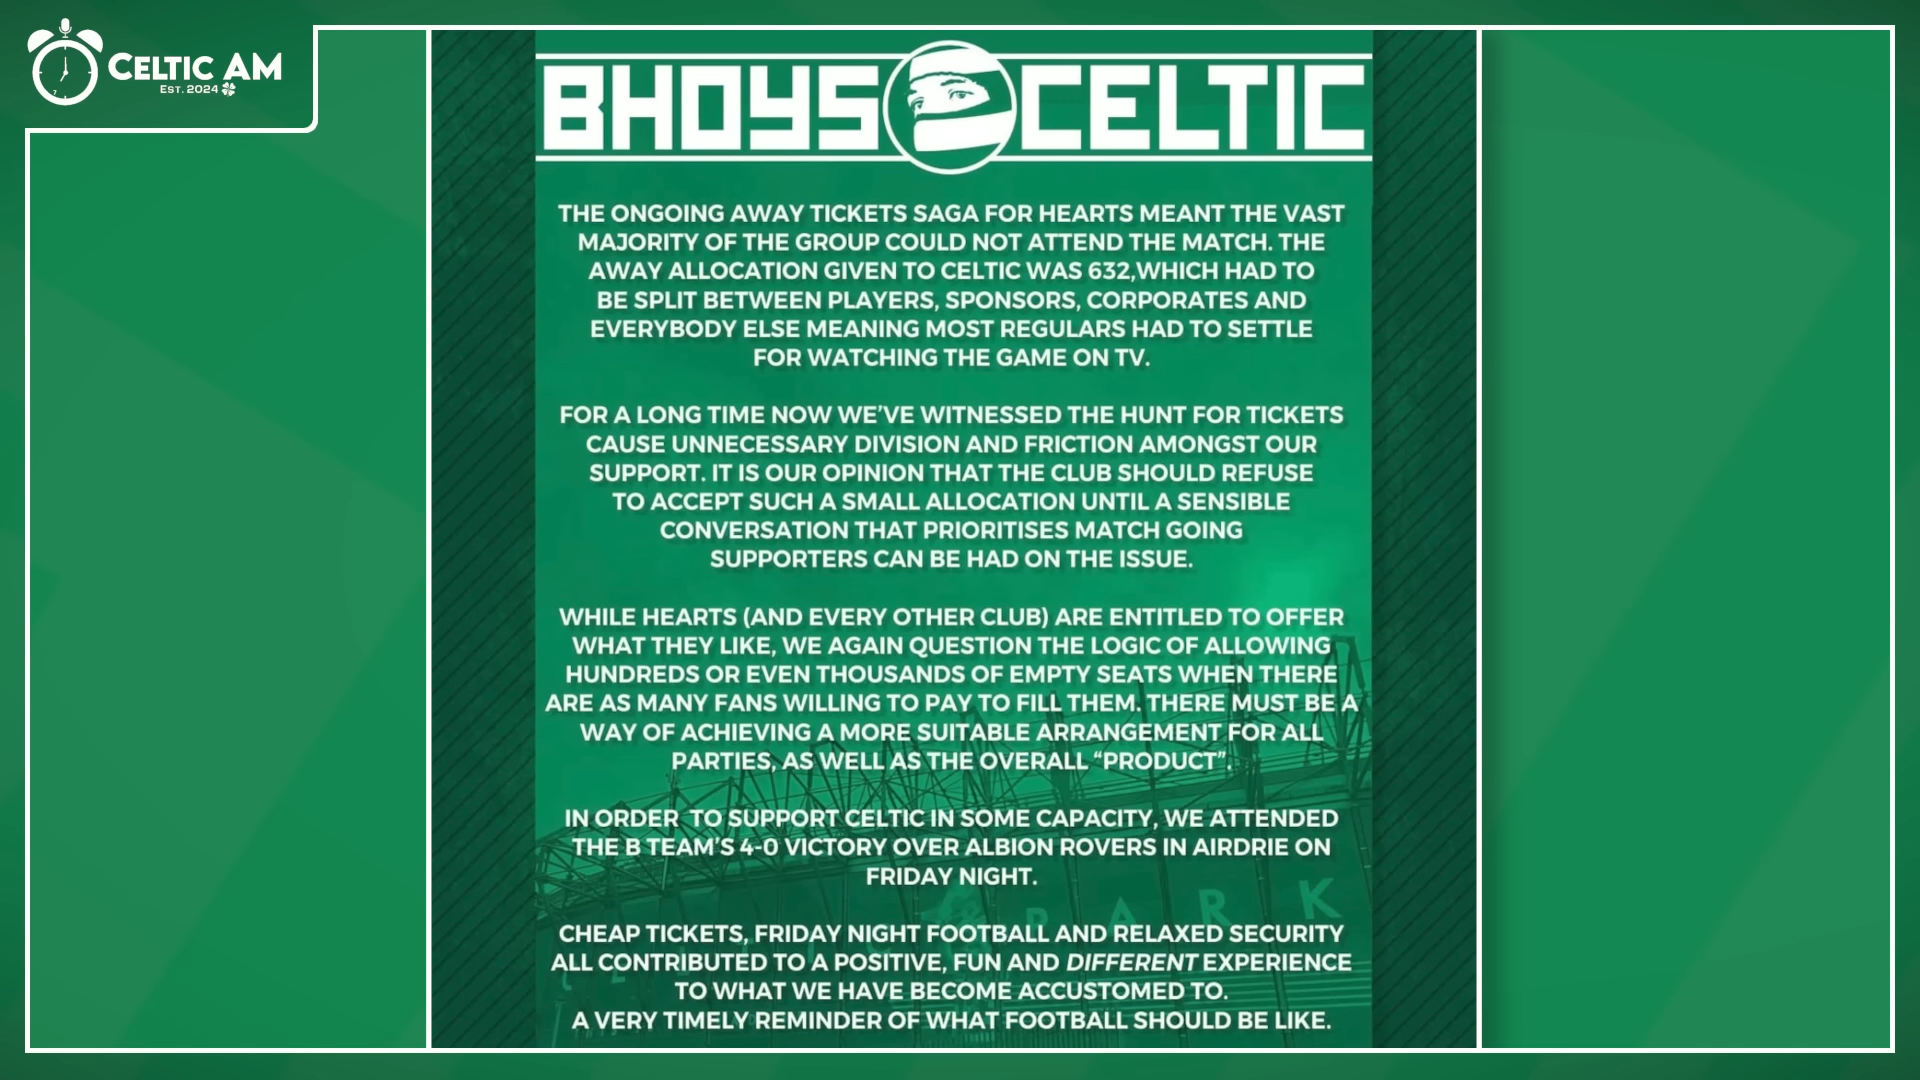 CELTIC AM
EST. 2024
BHOYS CELTIC
THE ONGOING AWAY TICKETS SAGA FOR HEARTS MEANT THE VAST
MAJORITY OF THE GROUP COULD NOT ATTEND THE MATCH. THE
AWAY ALLOCATION GIVEN TO CELTIC WAS 632,WHICH HAD TO
BE SPLIT BETWEEN PLAYERS, SPONSORS, CORPORATES AND
EVERYBODY ELSE MEANING MOST REGULARS HAD TO SETTLE
FOR WATCHING THE GAME ON TV.
FOR A LONG TIME NOW WE'VE WITNESSED THE HUNT FOR TICKETS
CAUSE UNNECESSARY DIVISION AND FRICTION AMONGST OUR
SUPPORT. IT IS OUR OPINION THAT THE CLUB SHOULD REFUSE
TO ACCEPT SUCH A SMALL ALLOCATION UNTIL A SENSIBLE
CONVERSATION THAT PRIORITISES MATCH GOING
SUPPORTERS CAN BE HAD ON THE ISSUE.
WHILE HEARTS (AND EVERY OTHER CLUB) ARE ENTITLED TO OFFER
WHAT THEY LIKE, WE AGAIN QUESTION THE LOGIC OF ALLOWING
HUNDREDS OR EVEN THOUSANDS OF EMPTY SEATS WHEN THERE
ARE AS MANY FANS WILLING TO PAY TO FILL THEM. THERE MUST BE A
WAY OF ACHIEVING A MORE SUITABLE ARRANGEMENT FOR ALL
PARTIES, AS WELL AS THE OVERALL “PRODUCT”.
IN ORDER TO SUPPORT CELTIC IN SOME CAPACITY, WE ATTENDED
THE B TEAM'S 4-0 VICTORY OVER ALBION ROVERS IN AIRDRIE ON
FRIDAY NIGHT.
CHEAP TICKETS, FRIDAY NIGHT FOOTBALL AND RELAXED SECURITY
ALL CONTRIBUTED TO A POSITIVE, FUN AND DIFFERENT EXPERIENCE
TO WHAT WE HAVE BECOME ACCUSTOMED TO.
A VERY TIMELY REMINDER OF WHAT FOOTBALL SHOULD BE LIKE.
PARK